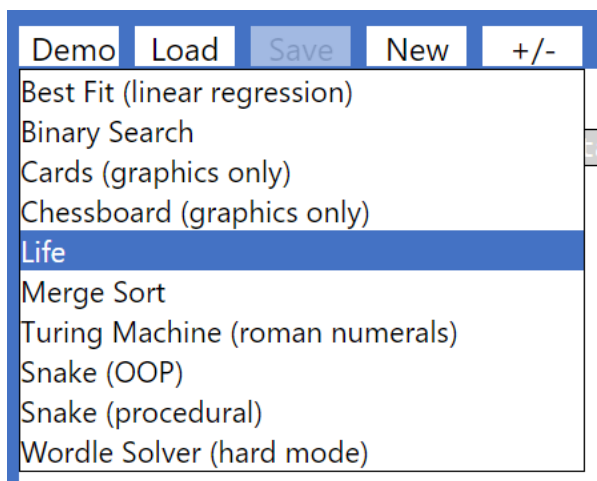 Demo Load Save New +/-
Best Fit (linear regression)
Binary Search
Cards (graphics only)
Chessboard (graphics only)
Life
Merge Sort
Turing Machine (roman numerals)
Snake (OOP)
Snake (procedural)
Wordle Solver (hard mode)